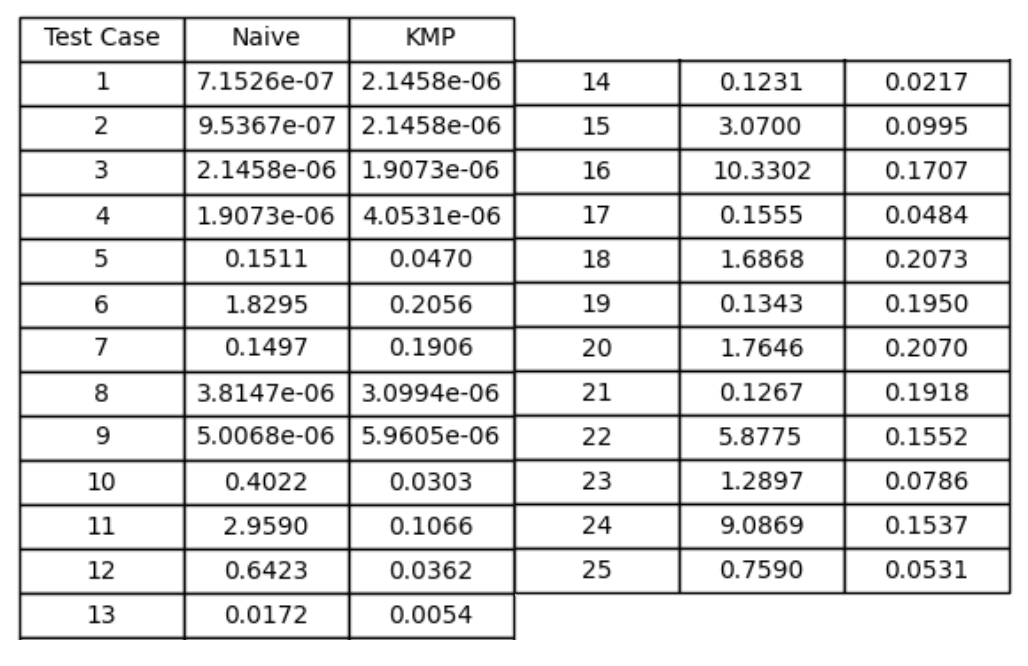 Test Case Naive KMP
1 7.1526e-07 2.1458e-06
2 9.5367e-07 2.1458e-06
3 2.1458e-06 1.9073e-06
4 1.9073e-06 4.0531e-06
5 0.1511 0.0470
6 1.8295 0.2056
7 0.1497 0.1906
8 3.8147e-06 3.0994e-06
9 5.0068e-06 5.9605e-06
10 0.4022 0.0303
11 2.9590 0.1066
12 0.6423 0.0362
13 0.0172 0.0054
14 0.1231 0.0217
15 3.0700 0.0995
16 10.3302 0.1707
17 0.1555 0.0484
18 1.6868 0.2073
19 0.1343 0.1950
20 1.7646 0.2070
21 0.1267 0.1918
22 5.8775 0.1552
23 1.2897 0.0786
24 9.0869 0.1537
25 0.7590 0.0531